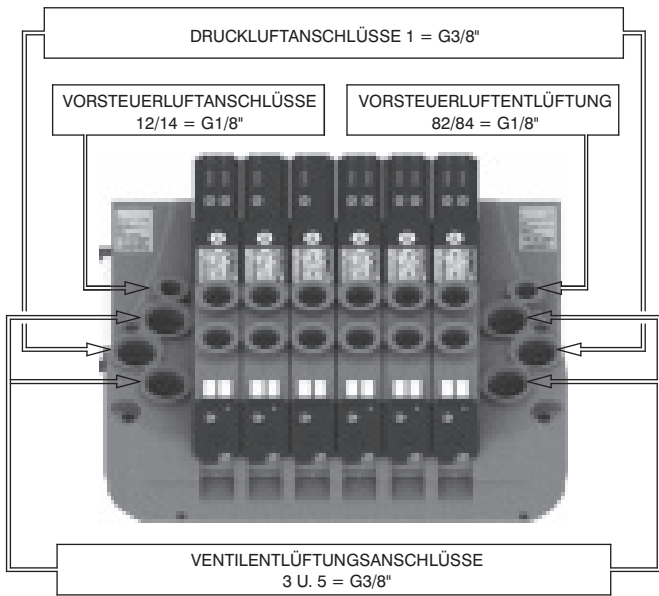 DRUCKLUFTANSCHLÜSSE 1 = G3/8"
VORSTEUERLUFTANSCHLÜSSE
12/14 = G1/8"
VORSTEUERLUFTENTLÜFTUNG
82/84 = G1/8"
VENTILENTLÜFTUNGSANSCHLÜSSE
3 U. 5 = G3/8"